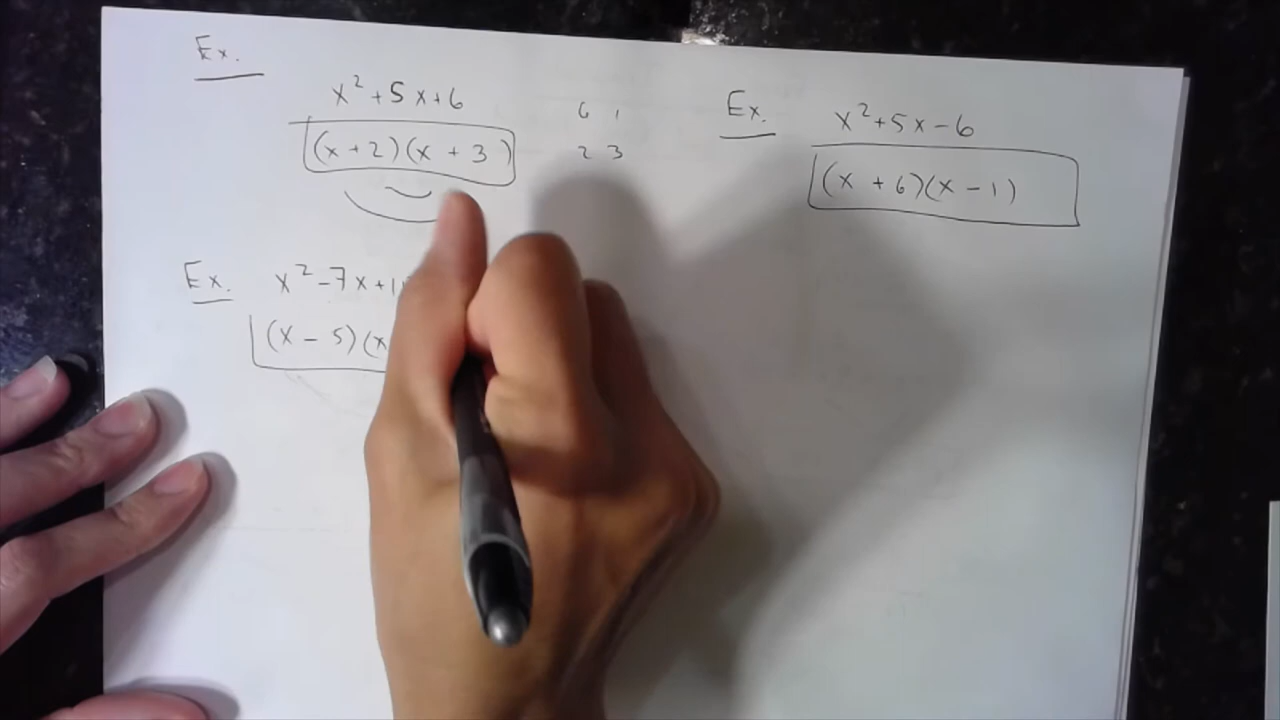 Ex.
x² + 5x + 6
(x + 2)(x + 3)
6 1
2 3
Ex.
x² - 7x + 1
(x - 5)(x
Ex.
x² + 5x - 6
(x + 6)(x - 1)